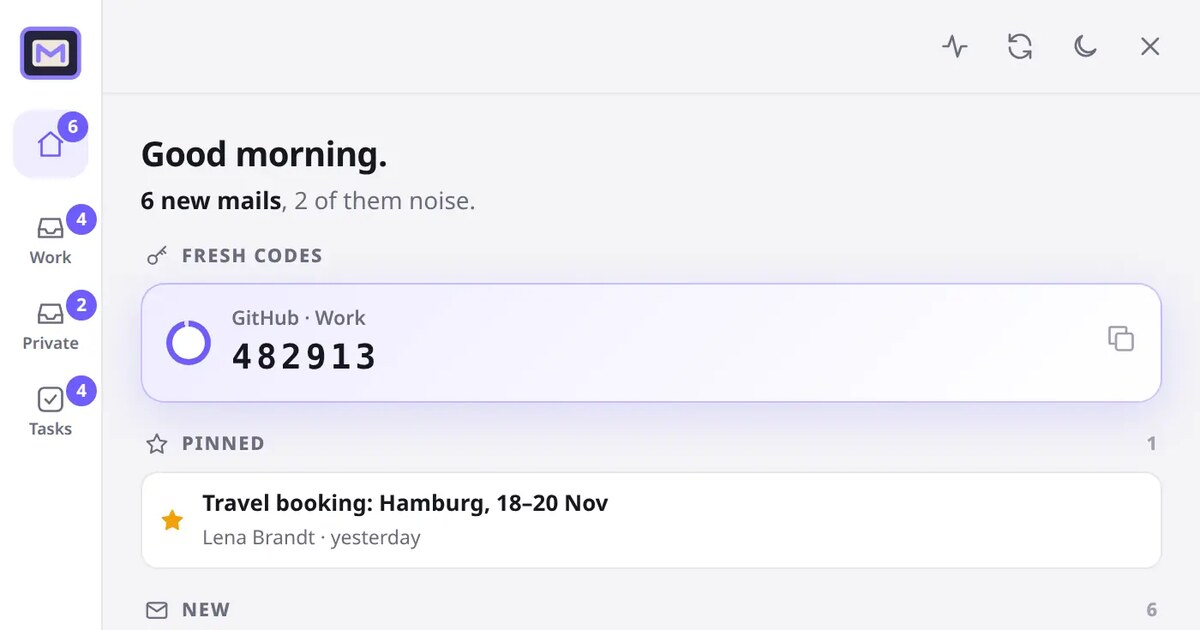 6
4
Work
2
Private
4
Tasks
Good morning.
6 new mails, 2 of them noise.
FRESH CODES
GitHub · Work
482913
PINNED 1
Travel booking: Hamburg, 18–20 Nov
Lena Brandt · yesterday
NEW 6